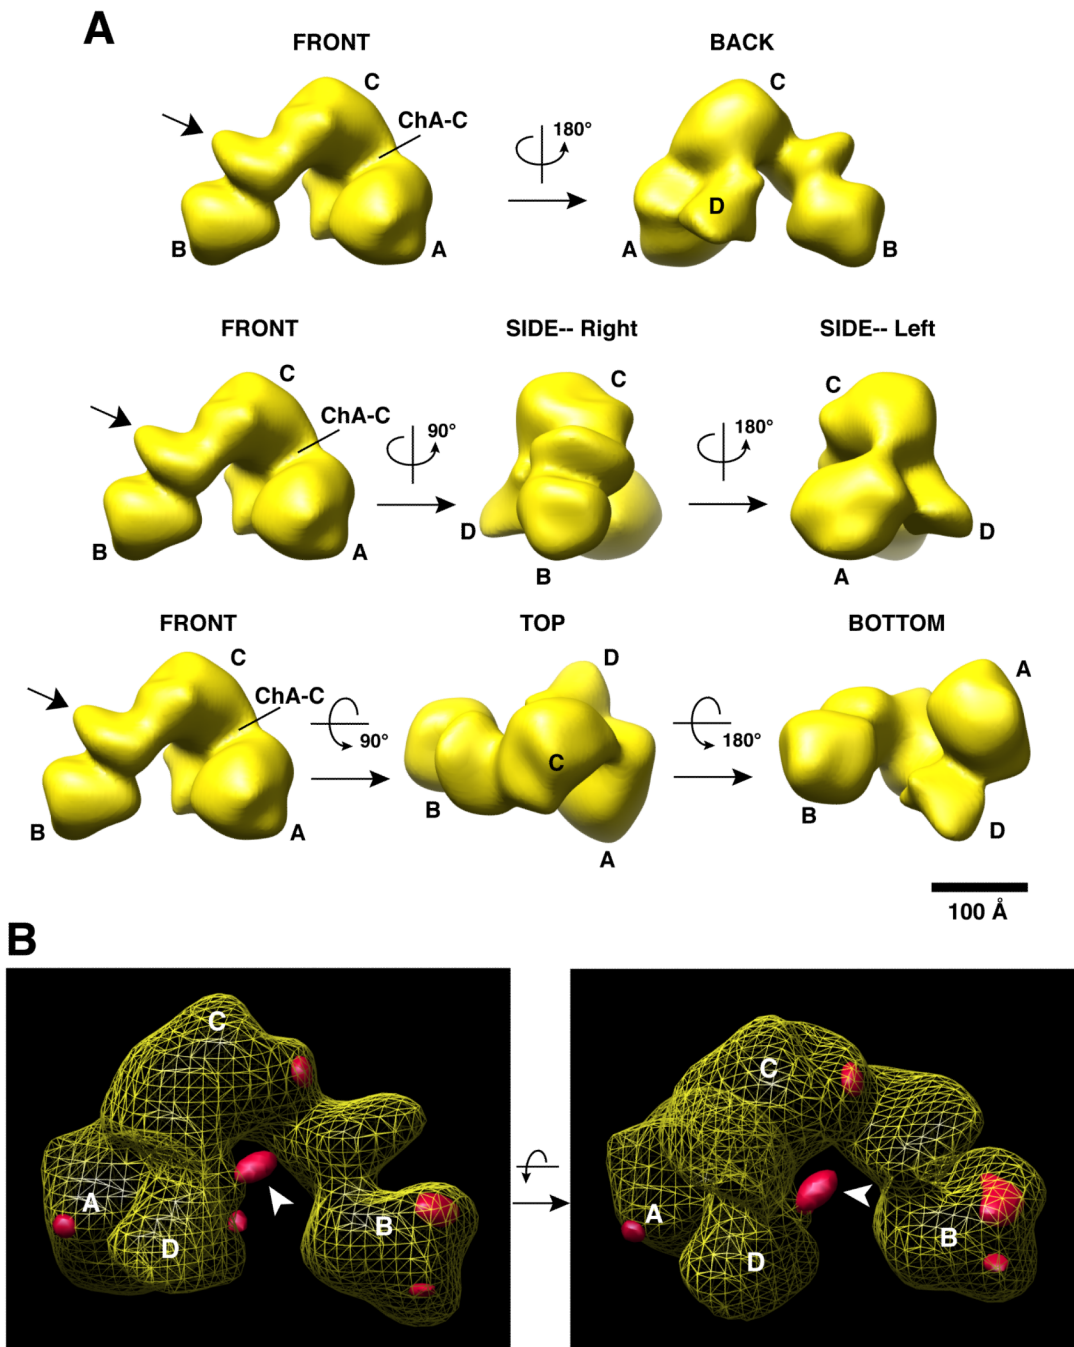 A
FRONT
BACK
C
ChA-C
B
A
180°
C
D
A
B
FRONT
SIDE-- Right
SIDE-- Left
C
ChA-C
B
A
90°
C
D
B
180°
C
D
A
FRONT
TOP
BOTTOM
C
ChA-C
B
A
90°
D
C
B
A
180°
A
B
D
100 Å
B
C
A
D
B
C
A
D
B